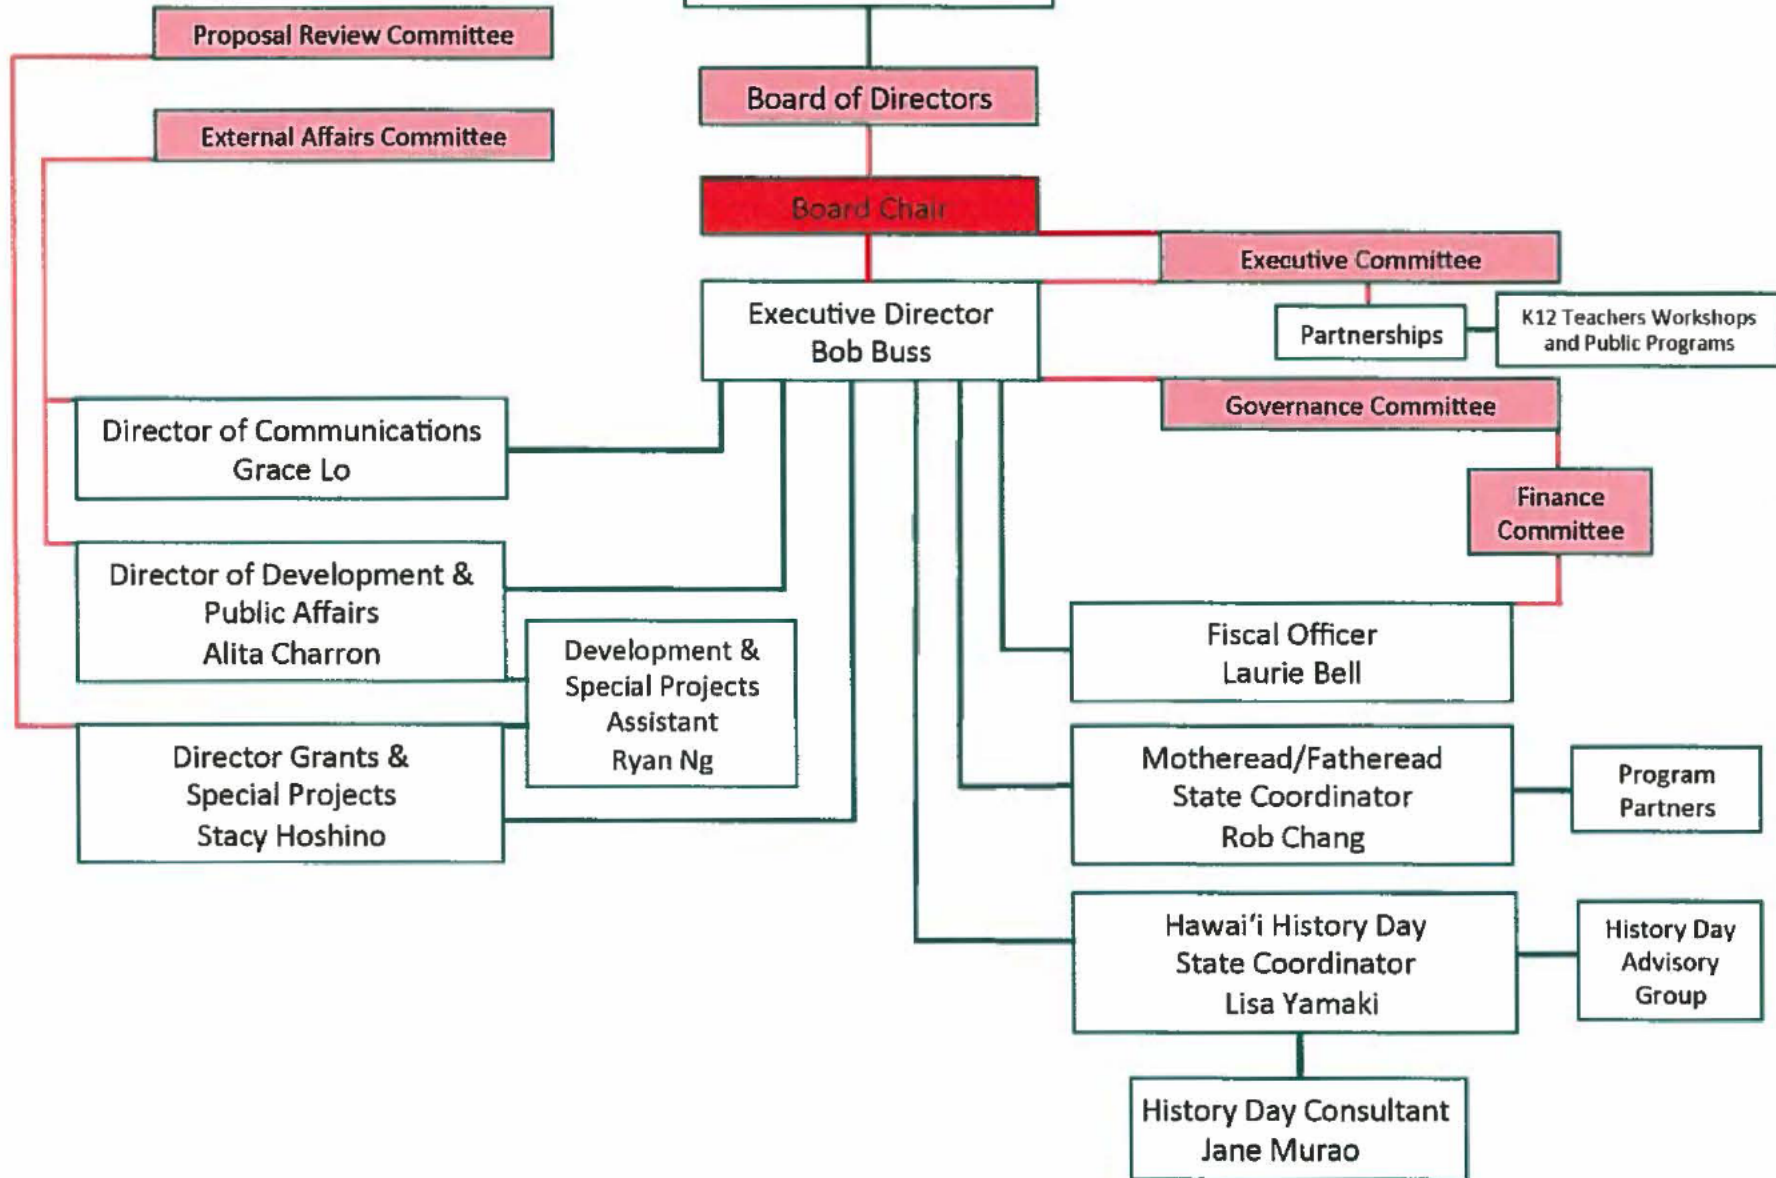 Proposal Review Committee
Board of Directors
External Affairs Committee
Board Chair
Executive Committee
Executive Director
Bob Buss
Partnerships
K12 Teachers Workshops
and Public Programs
Governance Committee
Director of Communications
Grace Lo
Finance
Committee
Director of Development &
Public Affairs
Alita Charron
Development &
Special Projects
Assistant
Ryan Ng
Fiscal Officer
Laurie Bell
Director Grants &
Special Projects
Stacy Hoshino
Motheread/Fatheread
State Coordinator
Rob Chang
Program
Partners
Hawai'i History Day
State Coordinator
Lisa Yamaki
History Day
Advisory
Group
History Day Consultant
Jane Murao